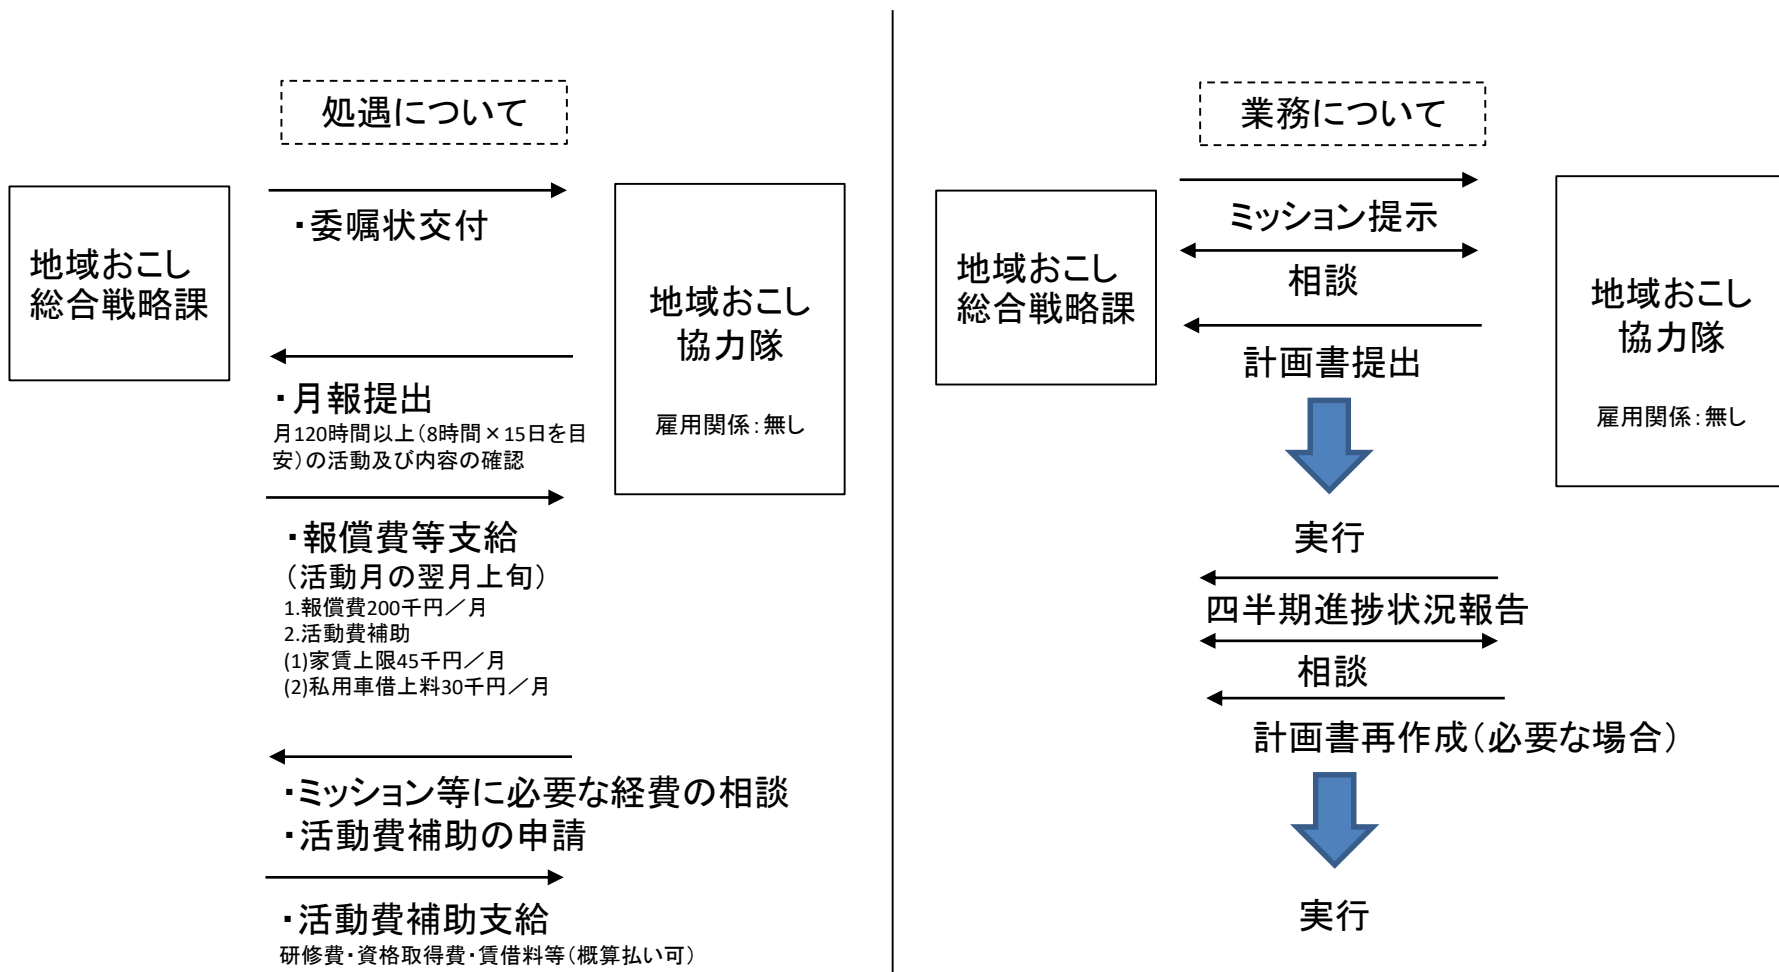 処遇について
地域おこし
総合戦略課
・委嘱状交付
地域おこし
協力隊
雇用関係：無し
・月報提出
月120時間以上（8時間×15日を目
安）の活動及び内容の確認
・報償費等支給
（活動月の翌月上旬）
1.報償費200千円／月
2.活動費補助
(1)家賃上限45千円／月
(2)私用車借上料30千円／月
・ミッション等に必要な経費の相談
・活動費補助の申請
・活動費補助支給
研修費・資格取得費・賃借料等（概算払い可）
業務について
地域おこし
総合戦略課
ミッション提示
相談
計画書提出
地域おこし
協力隊
雇用関係：無し
実行
四半期進捗状況報告
相談
計画書再作成（必要な場合）
実行